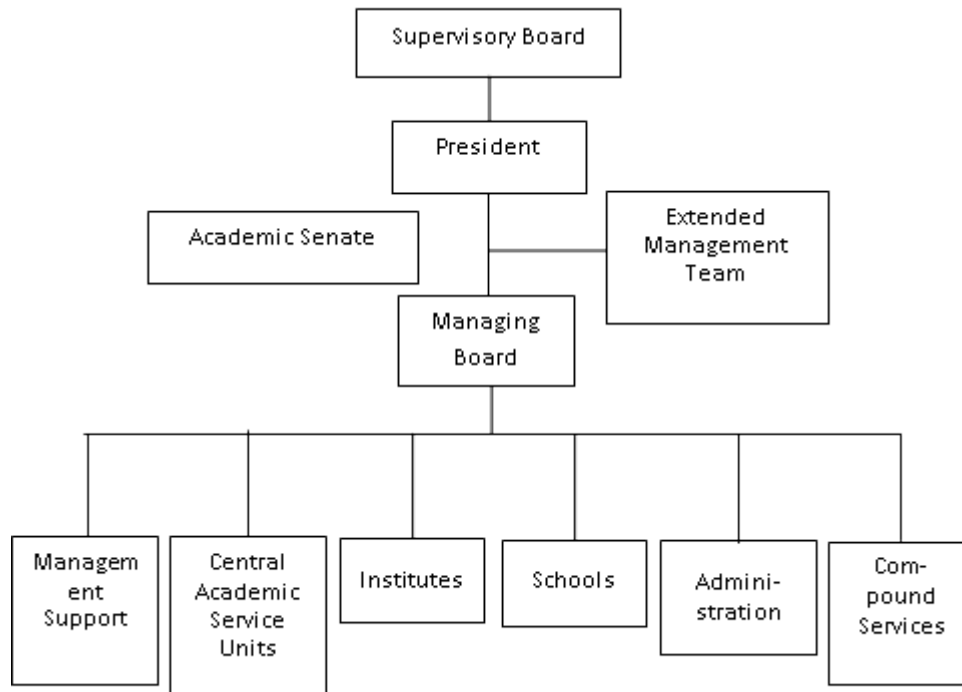 Supervisory Board
President
Academic Senate
Extended
Management
Team
Managing
Board
Managem
ent
Support
Central
Academic
Service
Units
Institutes
Schools
Admini-
stration
Com-
pound
Services